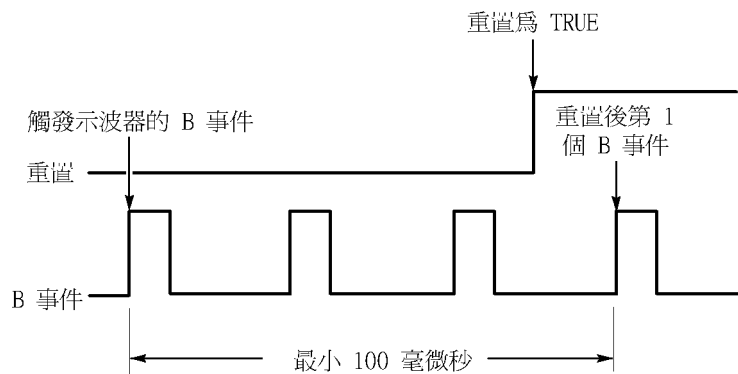 重置爲 TRUE
觸發示波器的 B 事件
重置後第 1
個 B 事件
重置
B 事件
最小 100 毫微秒